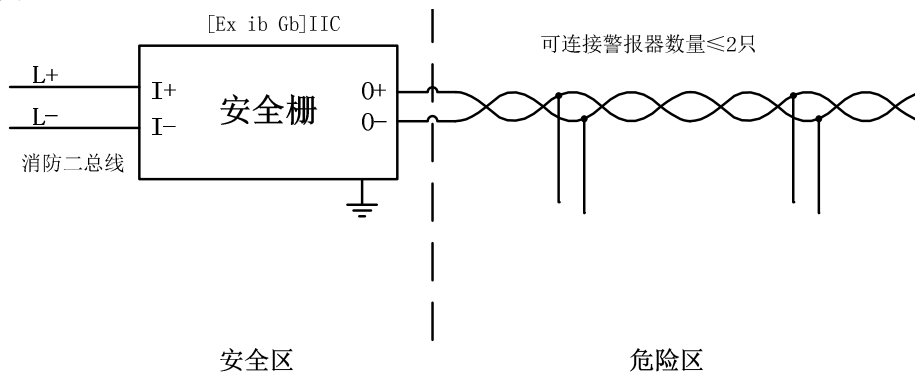 [Ex ib Gb]IIC
可连接警报器数量≤2只
L+
I+
安全栅
O+
L-
I-
O-
消防二总线
安全区
危险区